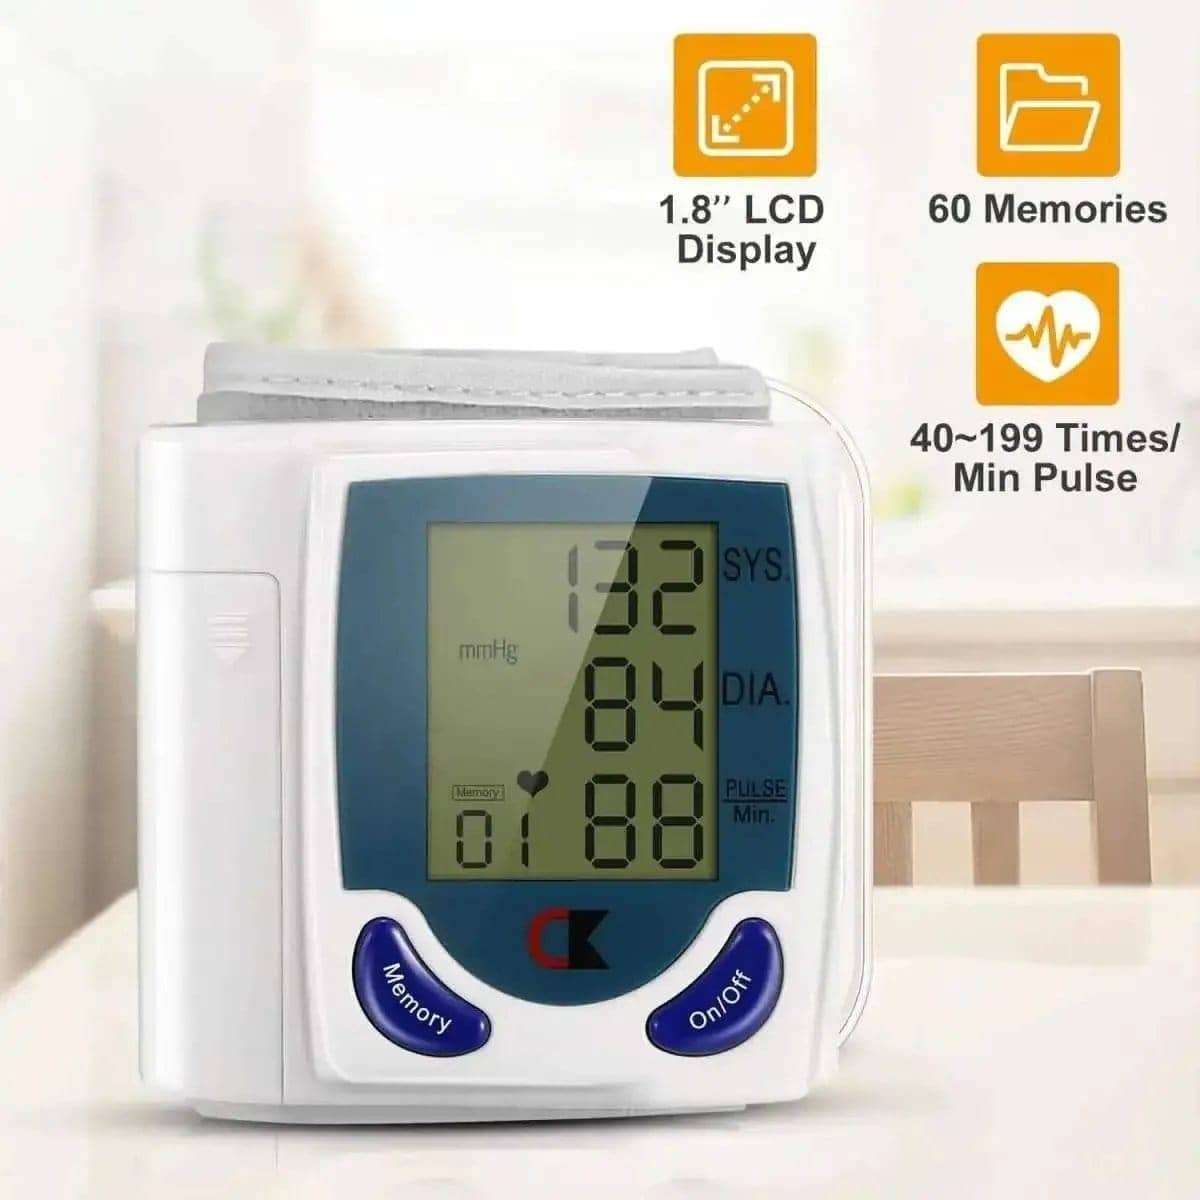 1.8’’ LCD
Display
60 Memories
40~199 Times/
Min Pulse
132
SYS.
mmHg
84
DIA.
Memory
01
88
PULSE
Min.
CK
Memory
On/Off